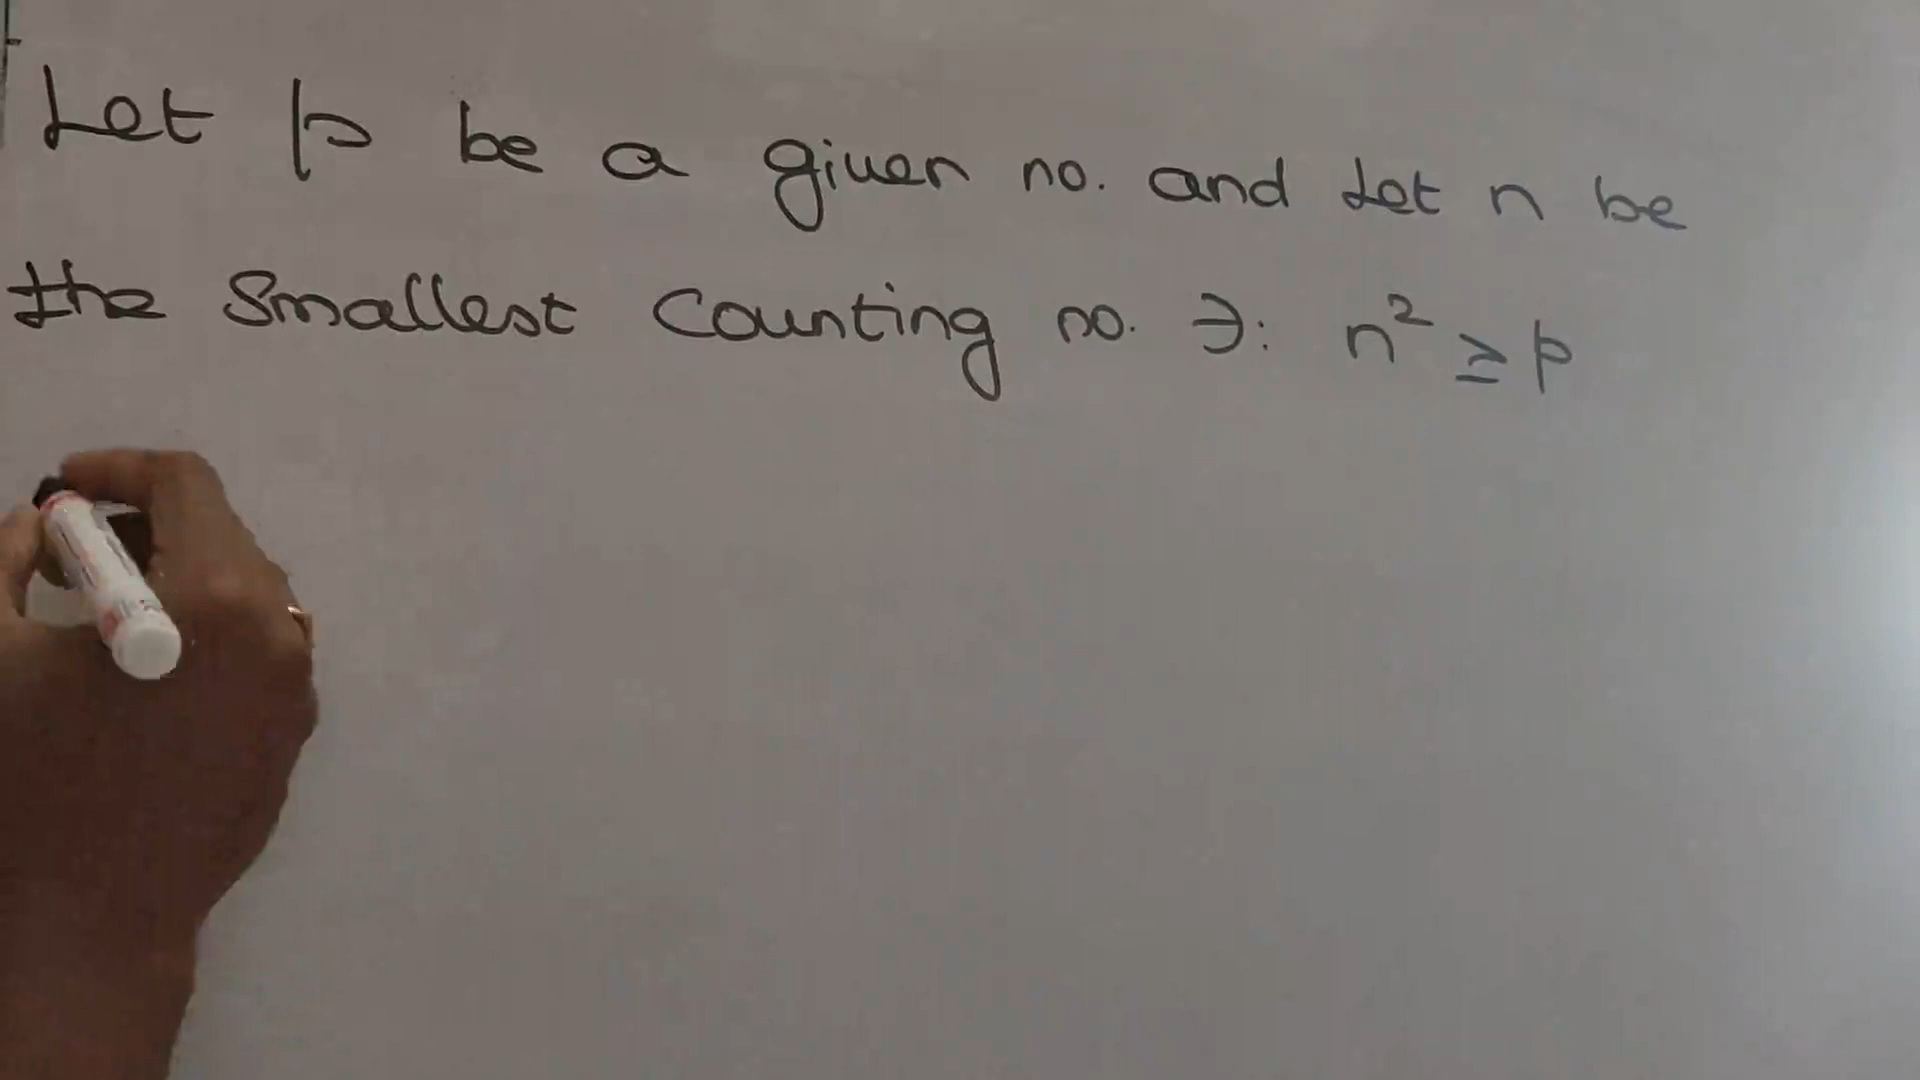 Let p be a given no. and Let n be
the Smallest Counting no. ∋: n² ≥ p